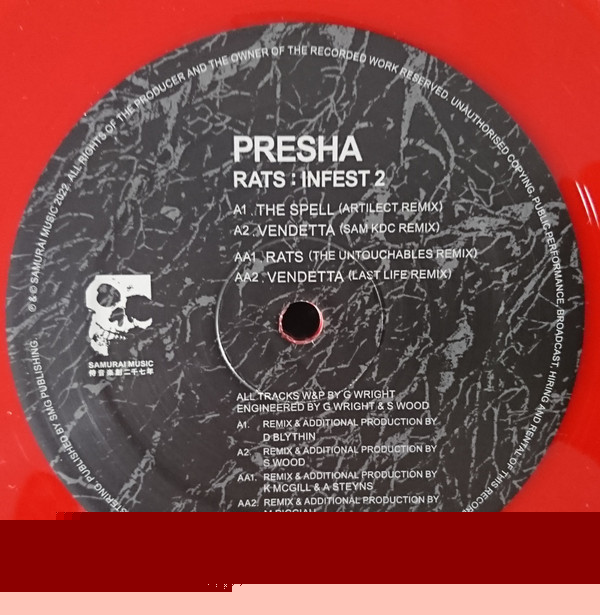 PRESHA
RATS : INFEST 2
A1. THE SPELL (ARTILECT REMIX)
A2. VENDETTA (SAM KDC REMIX)
AA1. RATS (THE UNTOUCHABLES REMIX)
AA2. VENDETTA (LAST LIFE REMIX)
SAMURAI MUSIC
侍音楽創二千七年
ALL TRACKS W&P BY G WRIGHT
ENGINEERED BY G WRIGHT & S WOOD
A1. REMIX & ADDITIONAL PRODUCTION BY
D BLYTHIN
A2. REMIX & ADDITIONAL PRODUCTION BY
S WOOD
AA1. REMIX & ADDITIONAL PRODUCTION BY
K MCGILL & A STEYNS
AA2. REMIX & ADDITIONAL PRODUCTION BY
PUBLISHED BY SMG PUBLISHING. ℗ & © SAMURAI MUSIC 2022. ALL RIGHTS OF THE PRODUCER AND THE OWNER OF THE RECORDED WORK RESERVED. UNAUTHORISED COPYING, PUBLIC PERFORMANCE, BROADCAST, HIRING AND RENTAL OF THIS